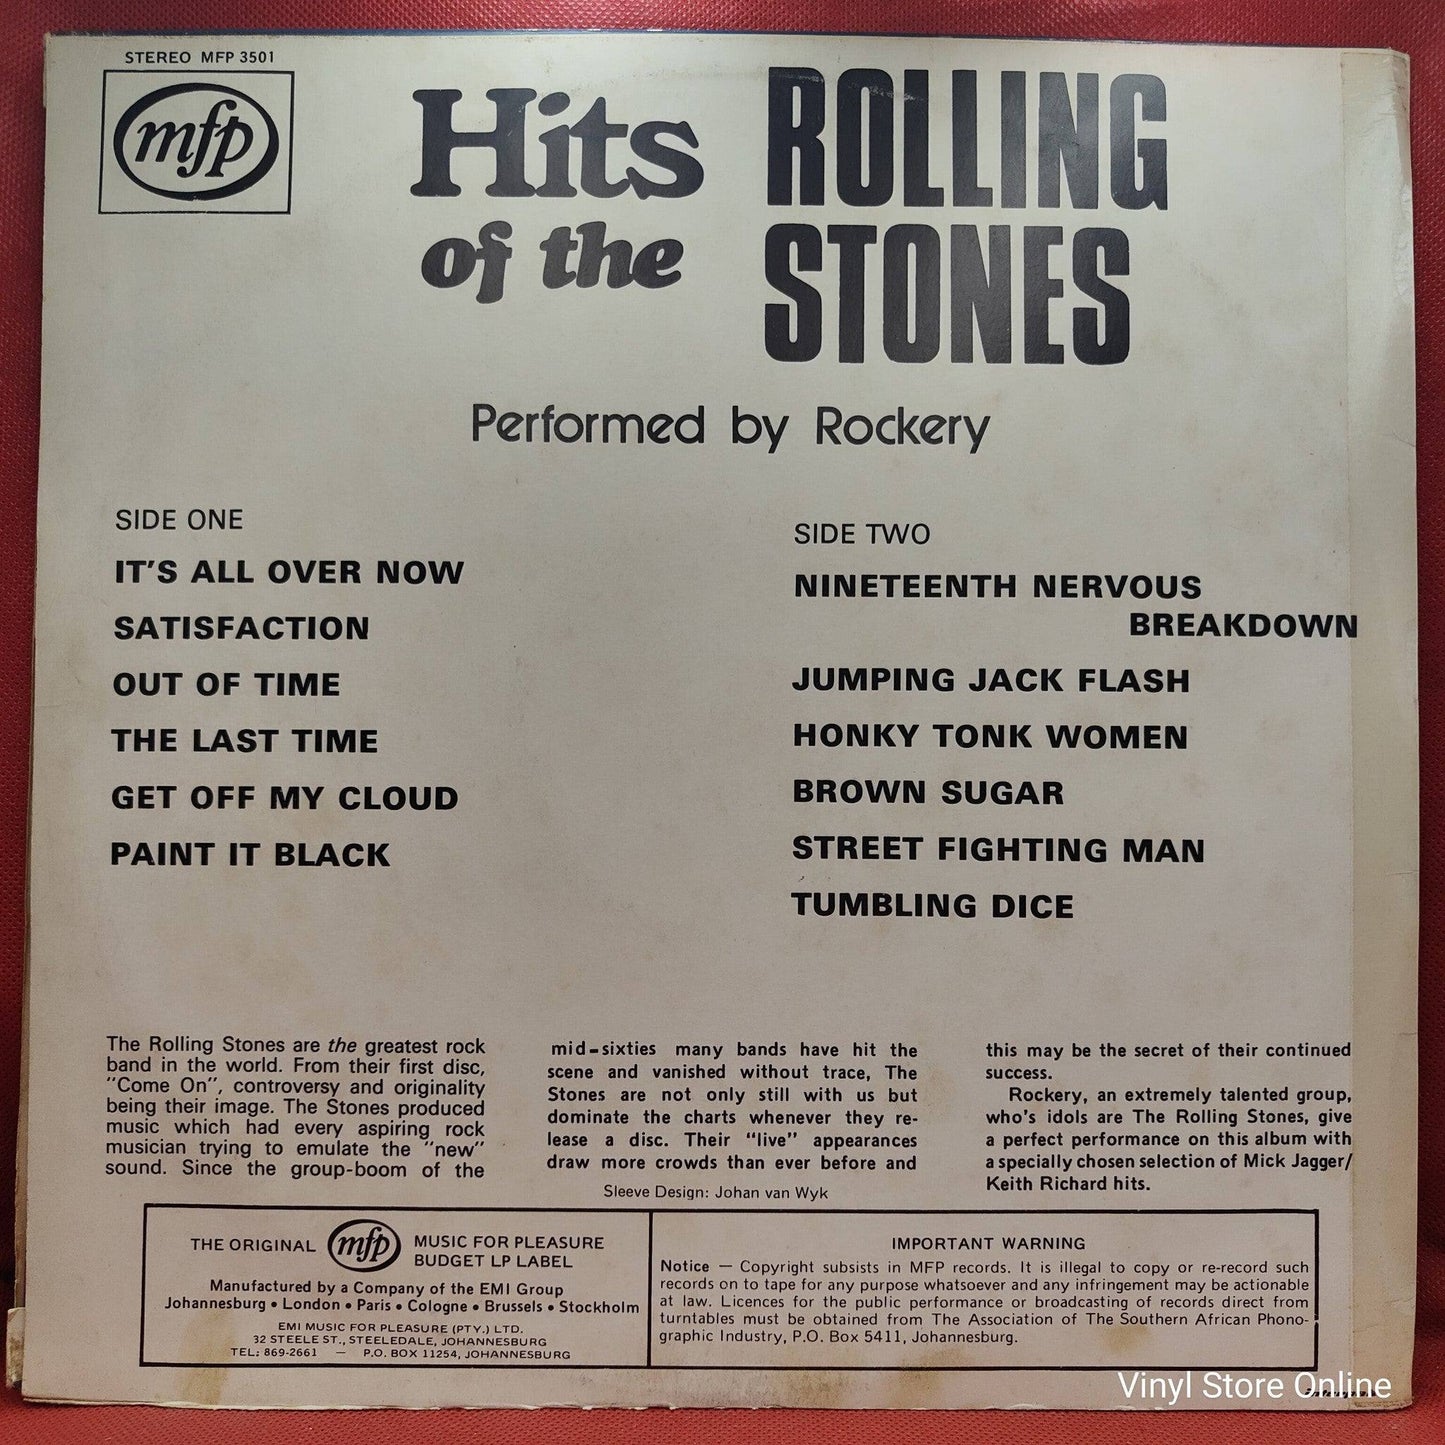 STEREO MFP 3501
mfp
Hits
of the
ROLLING
STONES
Performed by Rockery
SIDE ONE
IT'S ALL OVER NOW
SATISFACTION
OUT OF TIME
THE LAST TIME
GET OFF MY CLOUD
PAINT IT BLACK
SIDE TWO
NINETEENTH NERVOUS
BREAKDOWN
JUMPING JACK FLASH
HONKY TONK WOMEN
BROWN SUGAR
STREET FIGHTING MAN
TUMBLING DICE
The Rolling Stones are the greatest rock
band in the world. From their first disc,
"Come On", controversy and originality
being their image. The Stones produced
music which had every aspiring rock
musician trying to emulate the "new"
sound. Since the group-boom of the
mid-sixties many bands have hit the
scene and vanished without trace, The
Stones are not only still with us but
dominate the charts whenever they re-
lease a disc. Their "live" appearances
draw more crowds than ever before and
this may be the secret of their continued
success.
Rockery, an extremely talented group,
who's idols are The Rolling Stones, give
a perfect performance on this album with
a specially chosen selection of Mick Jagger/
Keith Richard hits.
Sleeve Design: Johan van Wyk
THE ORIGINAL mfp MUSIC FOR PLEASURE
BUDGET LP LABEL
Manufactured by a Company of the EMI Group
Johannesburg • London • Paris • Cologne • Brussels • Stockholm
EMI MUSIC FOR PLEASURE (PTY.) LTD.
32 STEELE ST., STEELEDALE, JOHANNESBURG
TEL: 869-2661 — P.O. BOX 11254, JOHANNESBURG
IMPORTANT WARNING
Notice — Copyright subsists in MFP records. It is illegal to copy or re-record such
records on to tape for any purpose whatsoever and any infringement may be actionable
at law. Licences for the public performance or broadcasting of records direct from
turntables must be obtained from The Association of The Southern African Phono-
graphic Industry, P.O. Box 5411, Johannesburg.
Vinyl Store Online